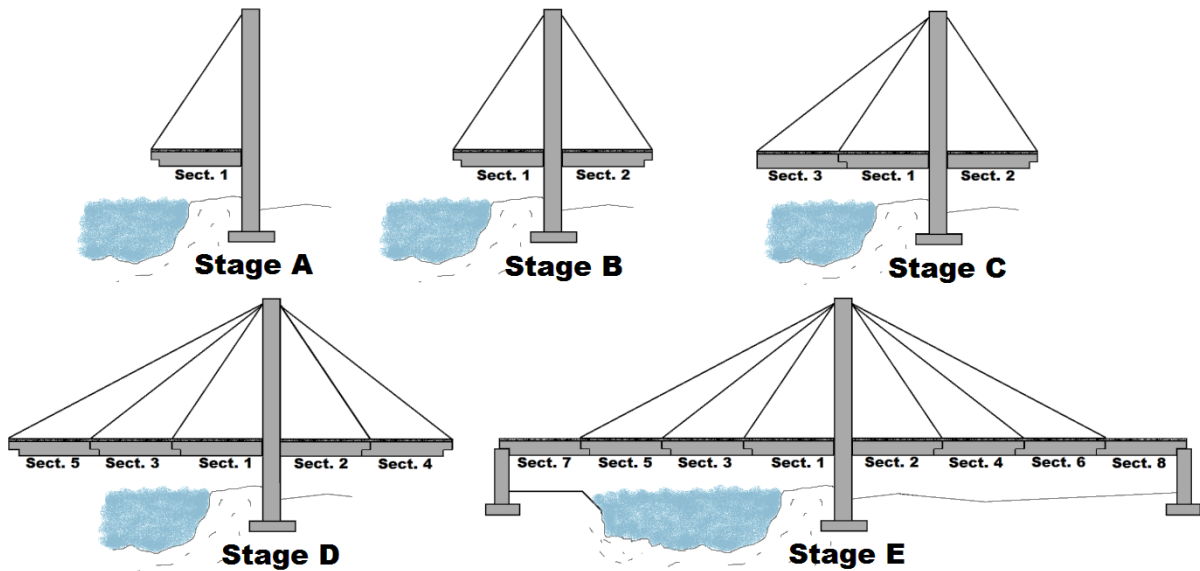 Sect. 1
Stage A
Sect. 1 Sect. 2
Stage B
Sect. 3 Sect. 1 Sect. 2
Stage C
Sect. 5 Sect. 3 Sect. 1 Sect. 2 Sect. 4
Stage D
Sect. 7 Sect. 5 Sect. 3 Sect. 1 Sect. 2 Sect. 4 Sect. 6 Sect. 8
Stage E